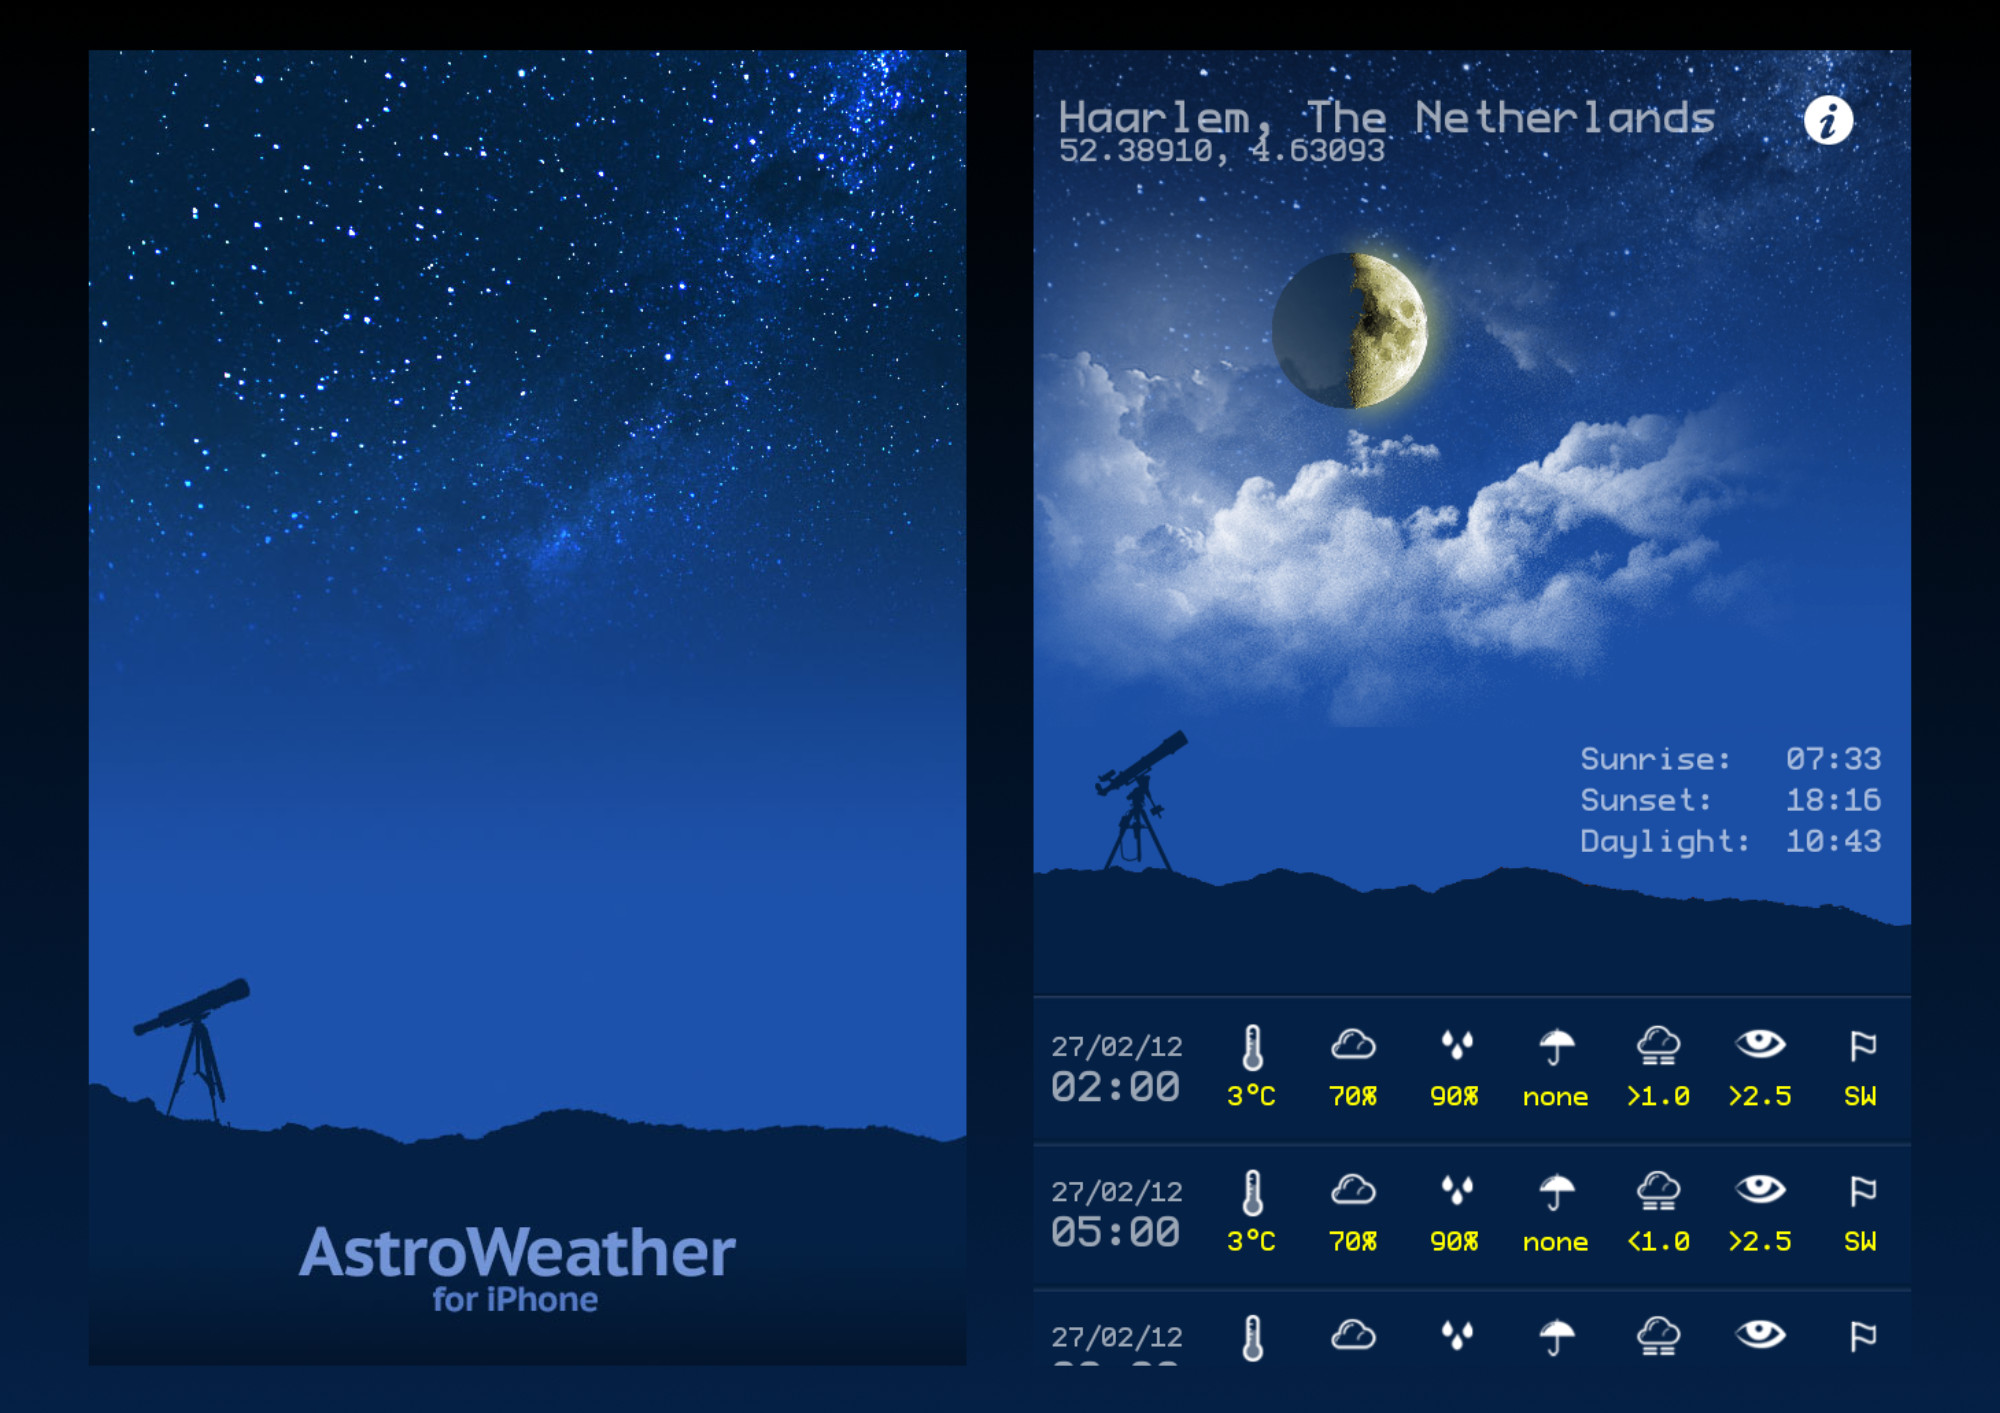 AstroWeather
for iPhone
Haarlem, The Netherlands
52.38910, 4.63093
Sunrise: 07:33
Sunset: 18:16
Daylight: 10:43
27/02/12
02:00 3°C 70% 90% none >1.0 >2.5 SW
27/02/12
05:00 3°C 70% 90% none <1.0 >2.5 SW
27/02/12